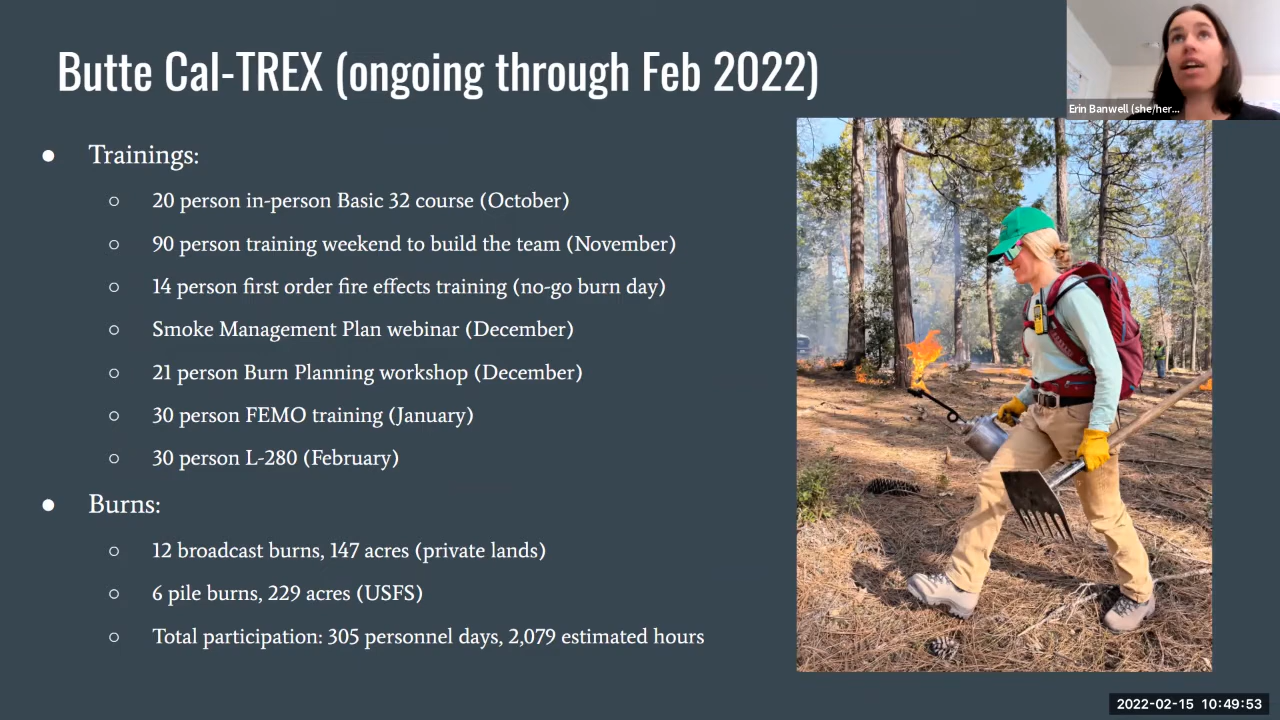 Butte Cal-TREX (ongoing through Feb 2022)
Erin Banwell (she/her...
● Trainings:
○ 20 person in-person Basic 32 course (October)
○ 90 person training weekend to build the team (November)
○ 14 person first order fire effects training (no-go burn day)
○ Smoke Management Plan webinar (December)
○ 21 person Burn Planning workshop (December)
○ 30 person FEMO training (January)
○ 30 person L-280 (February)
● Burns:
○ 12 broadcast burns, 147 acres (private lands)
○ 6 pile burns, 229 acres (USFS)
○ Total participation: 305 personnel days, 2,079 estimated hours
2022-02-15 10:49:53